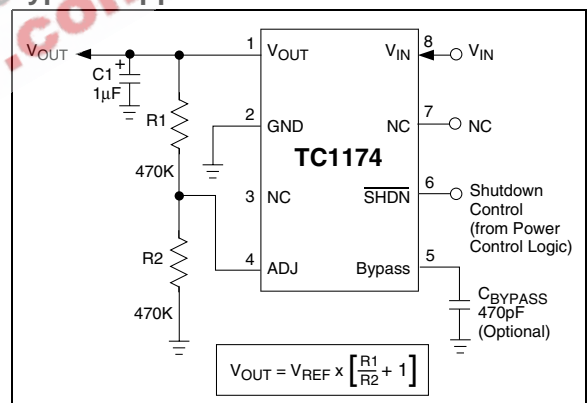 VOUT
C1
+
1µF
R1
470K
R2
470K
1
VOUT
2
GND
TC1174
3
NC
4
ADJ
VIN
8
VIN
NC
7
NC
SHDN
6
Shutdown
Control
(from Power
Control Logic)
Bypass
5
CBYPASS
470pF
(Optional)
VOUT = VREF x [R1/R2 + 1]